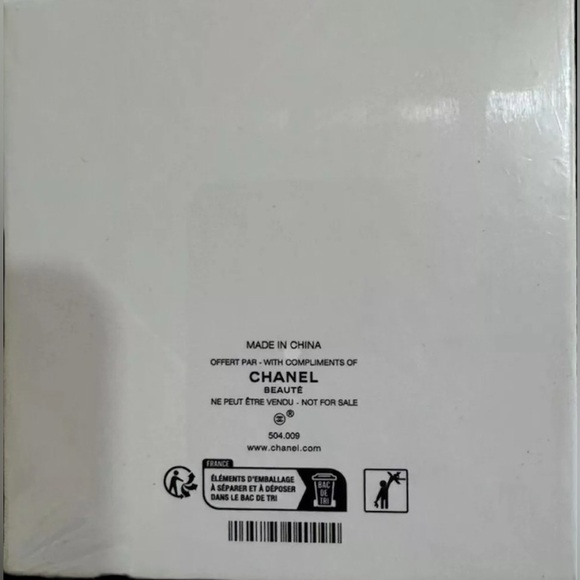 MADE IN CHINA
OFFERT PAR - WITH COMPLIMENTS OF
CHANEL
BEAUTÉ
NE PEUT ÊTRE VENDU - NOT FOR SALE
®
504.009
www.chanel.com
FRANCE
ÉLÉMENTS D'EMBALLAGE
À SÉPARER ET À DÉPOSER
DANS LE BAC DE TRI
BAC
DE
TRI